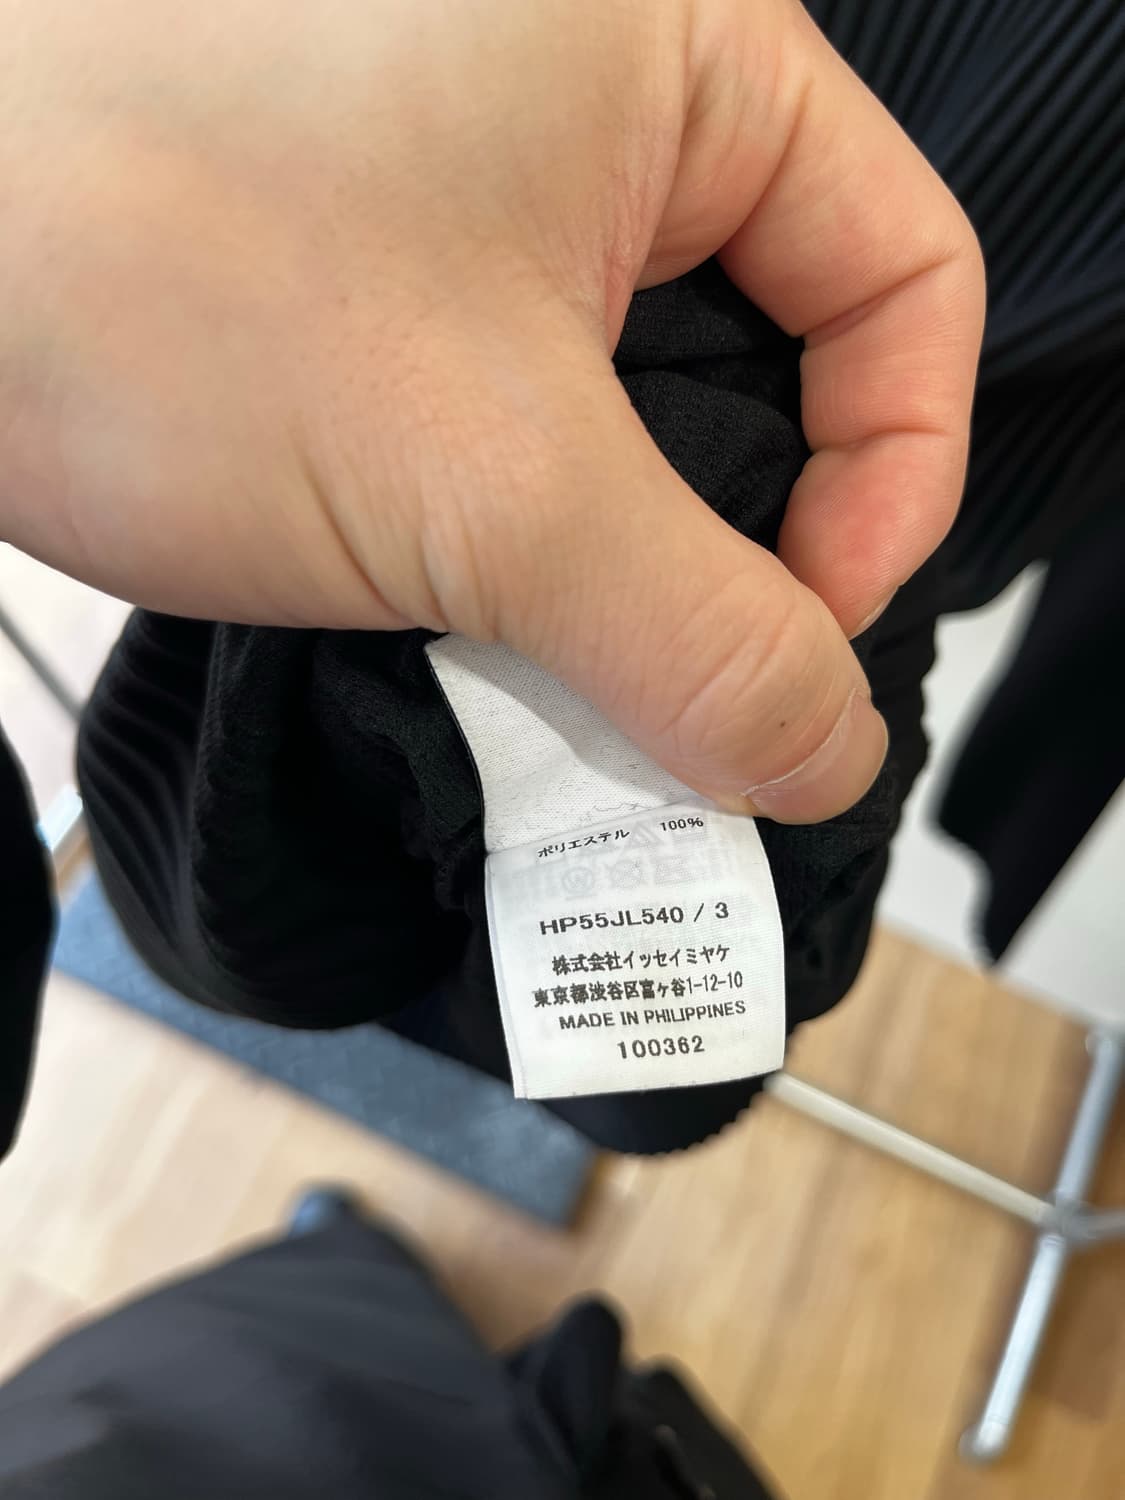 ポリエステル 100%
HP55JL540 / 3
株式会社イッセイミヤケ
東京都渋谷区富ヶ谷1-12-10
MADE IN PHILIPPINES
100362